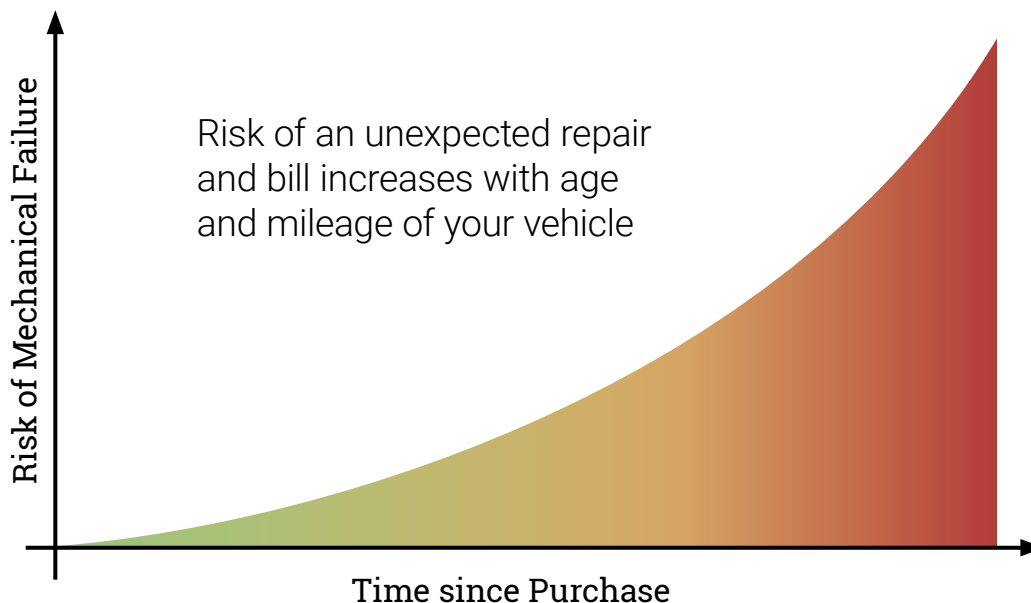 Risk of Mechanical Failure
Risk of an unexpected repair
and bill increases with age
and mileage of your vehicle
Time since Purchase